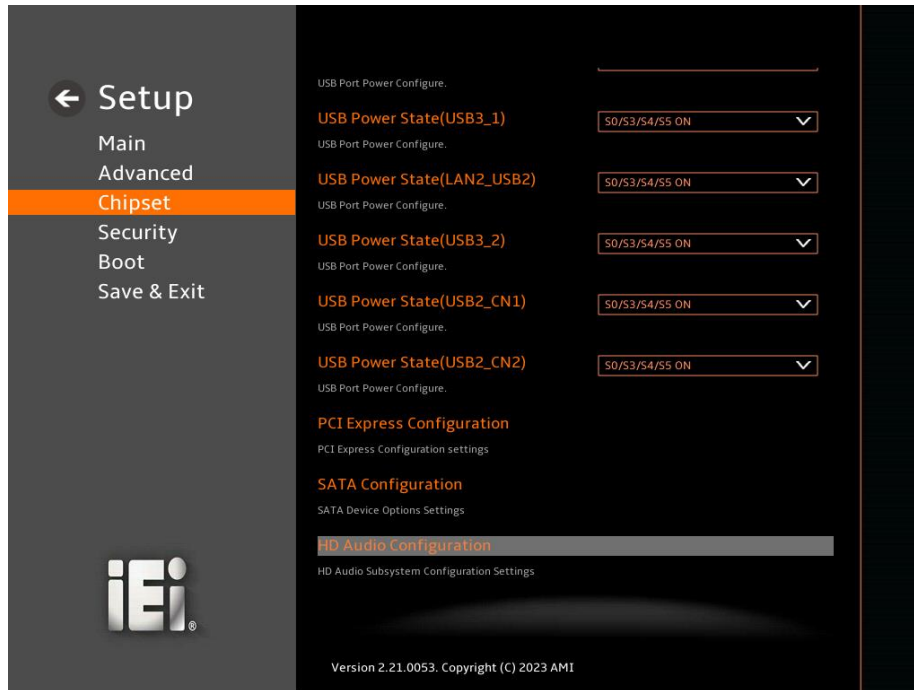 Setup
Main
Advanced
Chipset
Security
Boot
Save & Exit
USB Port Power Configure.
USB Power State(USB3_1)
S0/S3/S4/S5 ON
USB Port Power Configure.
USB Power State(LAN2_USB2)
S0/S3/S4/S5 ON
USB Port Power Configure.
USB Power State(USB3_2)
S0/S3/S4/S5 ON
USB Port Power Configure.
USB Power State(USB2_CN1)
S0/S3/S4/S5 ON
USB Port Power Configure.
USB Power State(USB2_CN2)
S0/S3/S4/S5 ON
USB Port Power Configure.
PCI Express Configuration
PCI Express Configuration settings
SATA Configuration
SATA Device Options Settings
HD Audio Configuration
HD Audio Subsystem Configuration Settings
iEi®
Version 2.21.0053. Copyright (C) 2023 AMI